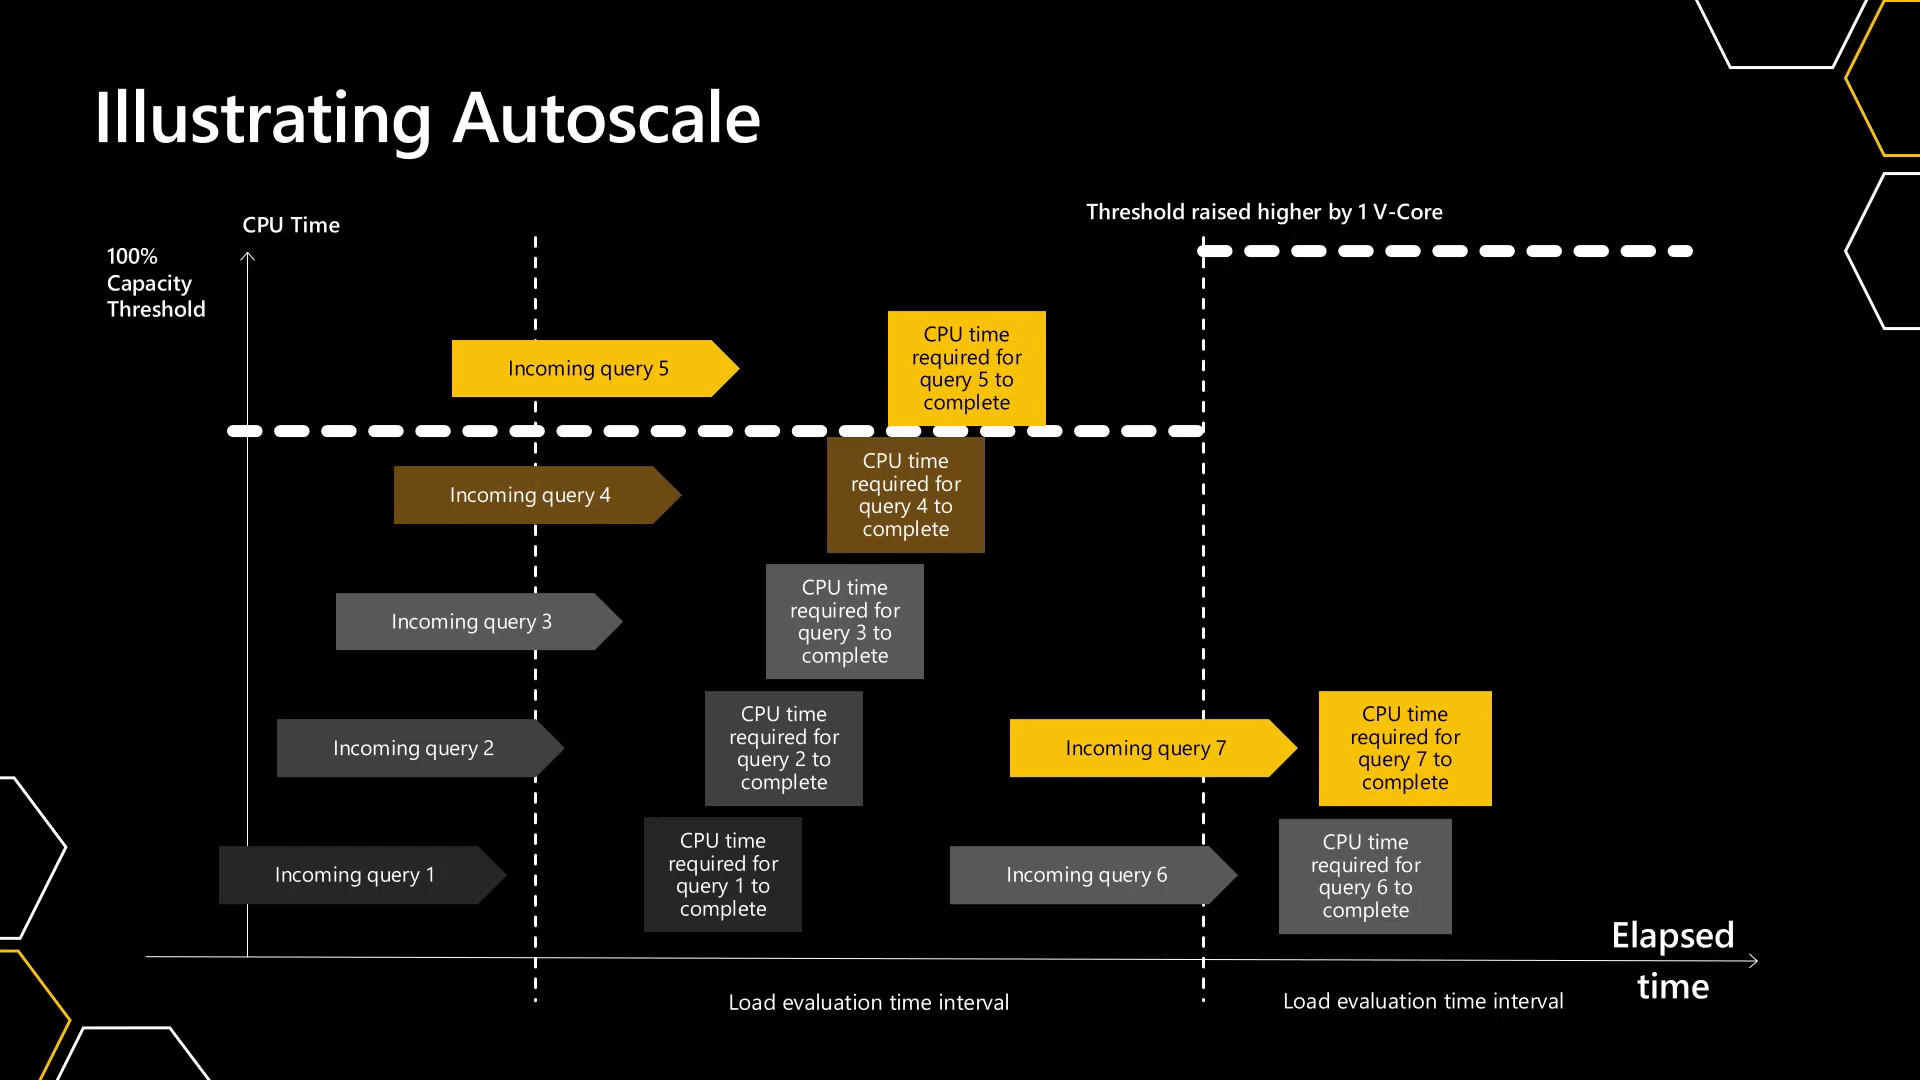 Illustrating Autoscale
Threshold raised higher by 1 V-Core
CPU Time
100%
Capacity
Threshold
Incoming query 5
CPU time
required for
query 5 to
complete
Incoming query 4
CPU time
required for
query 4 to
complete
Incoming query 3
CPU time
required for
query 3 to
complete
Incoming query 2
CPU time
required for
query 2 to
complete
Incoming query 7
CPU time
required for
query 7 to
complete
Incoming query 1
CPU time
required for
query 1 to
complete
Incoming query 6
CPU time
required for
query 6 to
complete
Elapsed
time
Load evaluation time interval
Load evaluation time interval